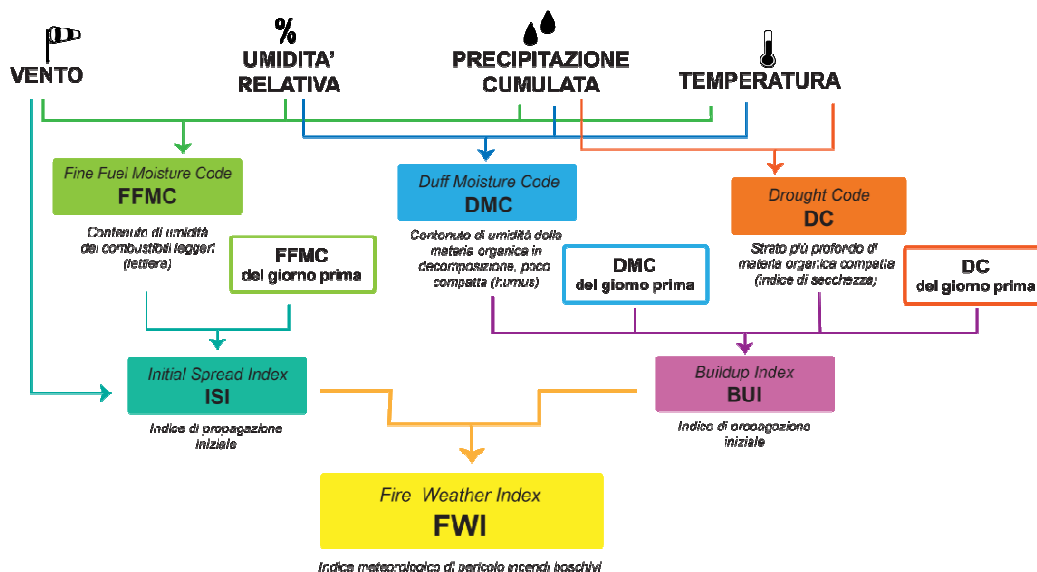 VENTO
%
UMIDITA'
RELATIVA
PRECIPITAZIONE
CUMULATA
TEMPERATURA
Fine Fuel Moisture Code
FFMC
Contenuto di umidità
dei combustibili leggeri
(lettiera)
FFMC
del giorno prima
Duff Moisture Code
DMC
Contenuto di umidità della
materia organica in
decomposizione, poco
compatta (humus)
DMC
del giorno prima
Drought Code
DC
Strato più profondo di
materia organica compatta
(indice di secchezza)
DC
del giorno prima
Initial Spread Index
ISI
Indice di propagazione
iniziale
Buildup Index
BUI
Indice di propagazione
iniziale
Fire Weather Index
FWI
Indice meteorologico di pericolo incendi boschivi